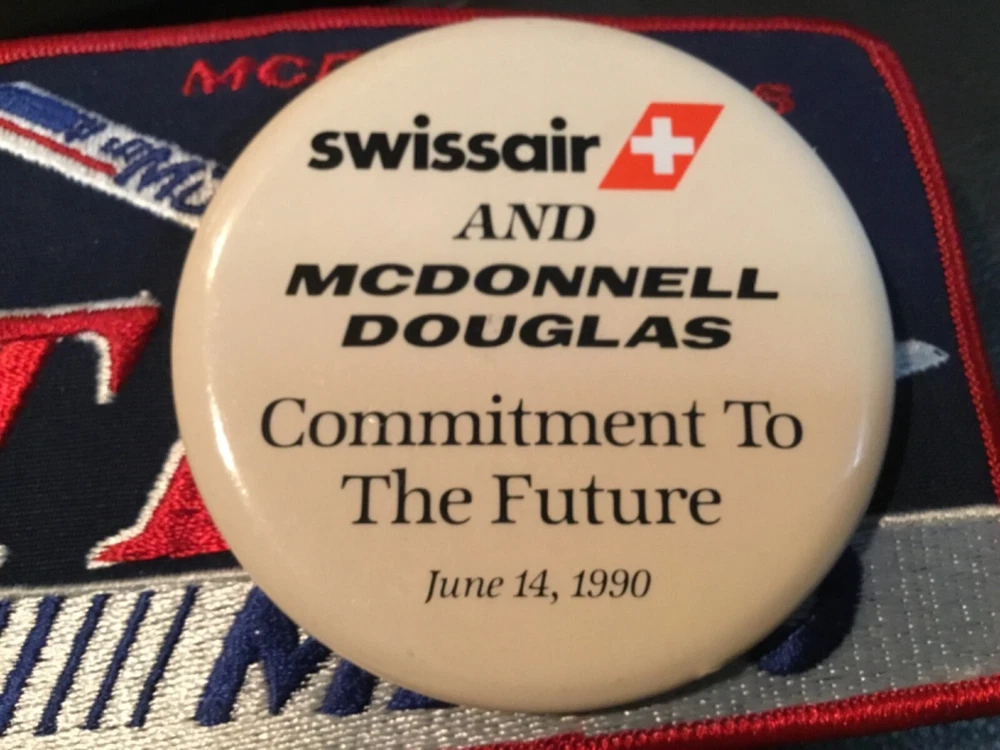 swissair
AND
MCDONNELL
DOUGLAS
Commitment To
The Future
June 14, 1990